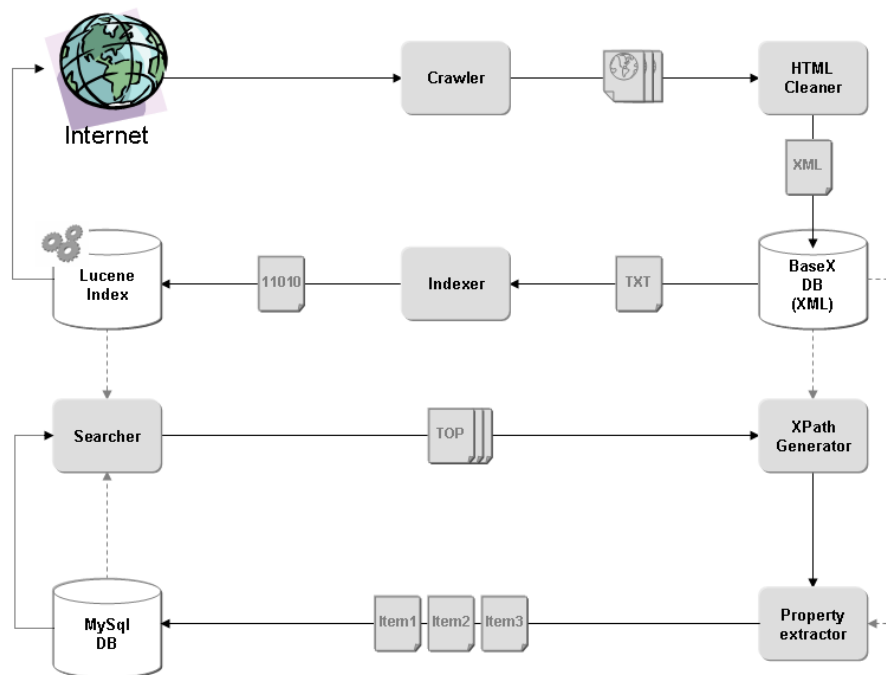 Internet
Crawler
HTML
Cleaner
XML
Lucene
Index
11010
Indexer
TXT
BaseX
DB
(XML)
Searcher
TOP
XPath
Generator
MySql
DB
Item1
Item2
Item3
Property
extractor